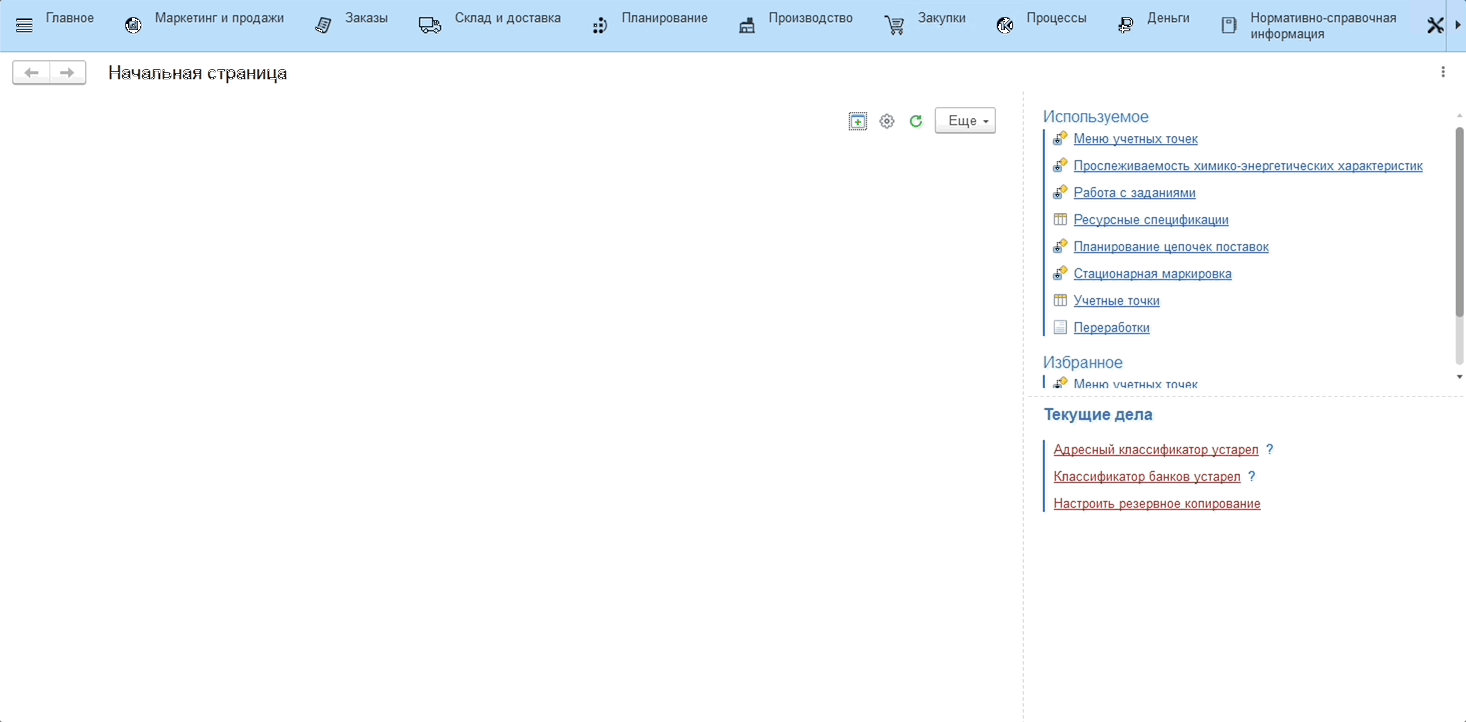 Главное
Маркетинг и продажи
Заказы
Склад и доставка
Планирование
Производство
Закупки
Процессы
Деньги
Нормативно-справочная
информация
Начальная страница
Еще
Используемое
Меню учетных точек
Прослеживаемость химико-энергетических характеристик
Работа с заданиями
Ресурсные спецификации
Планирование цепочек поставок
Стационарная маркировка
Учетные точки
Переработки
Избранное
Меню учетных точек
Текущие дела
Адресный классификатор устарел ?
Классификатор банков устарел ?
Настроить резервное копирование